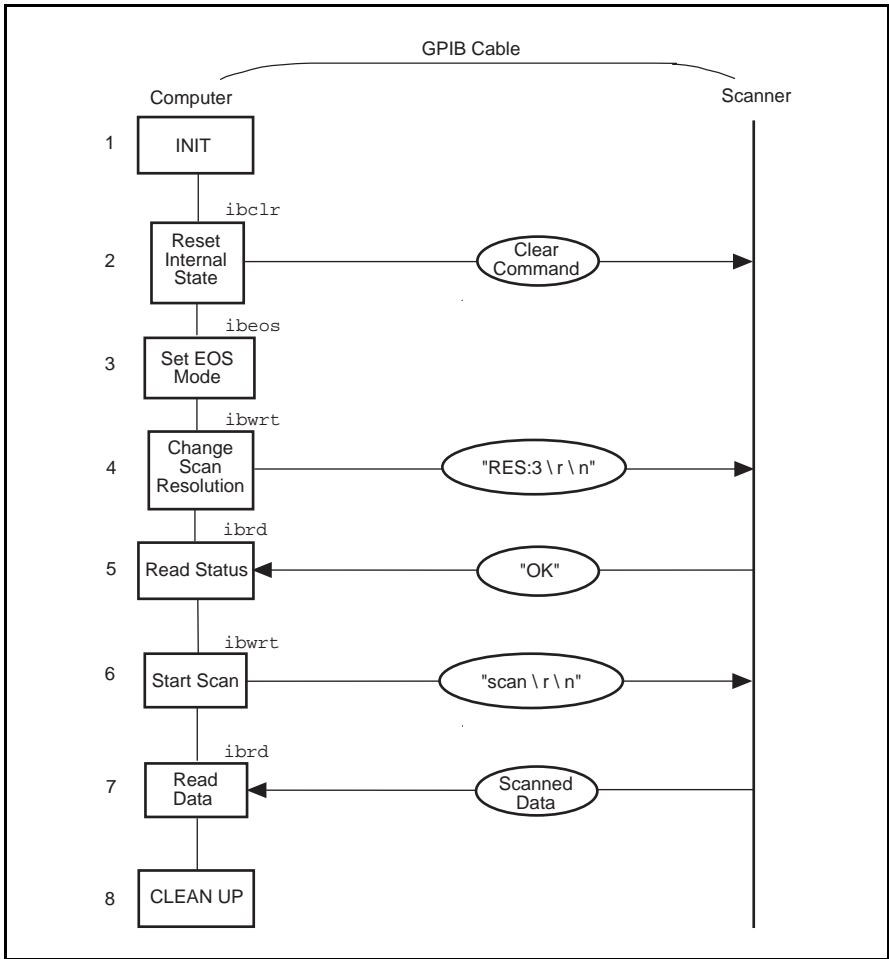 GPIB Cable
Computer
Scanner
1
INIT
ibclr
2
Reset
Internal
State
Clear
Command
ibeos
3
Set EOS
Mode
ibwrt
4
Change
Scan
Resolution
"RES:3 \ r \ n"
ibrd
5
Read Status
"OK"
ibwrt
6
Start Scan
"scan \ r \ n"
ibrd
7
Read
Data
Scanned
Data
8
CLEAN UP